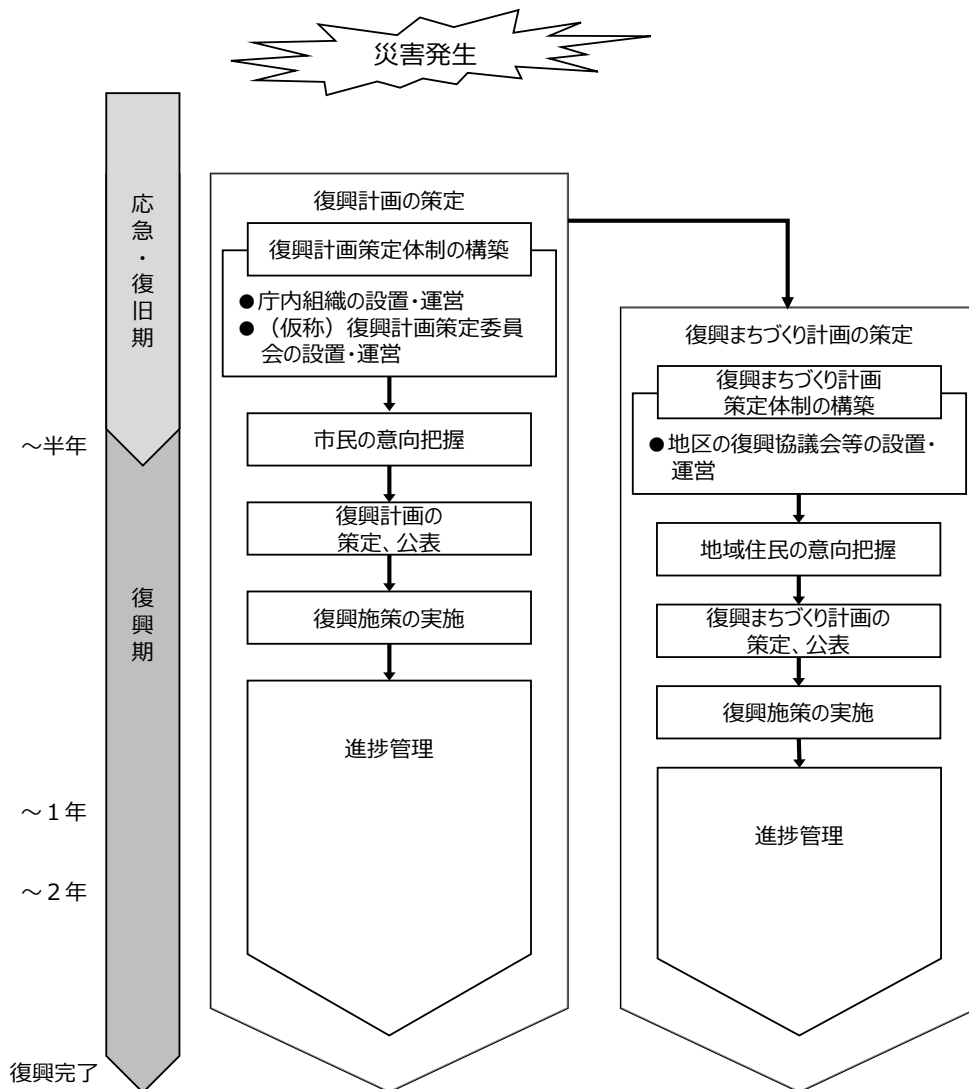 災害発生
応急・復旧期
～半年
復興期
～１年
～２年
復興完了
復興計画の策定
復興計画策定体制の構築
●庁内組織の設置・運営
●（仮称）復興計画策定委員
会の設置・運営
市民の意向把握
復興計画の
策定、公表
復興施策の実施
進捗管理
復興まちづくり計画の策定
復興まちづくり計画
策定体制の構築
●地区の復興協議会等の設置・
運営
地域住民の意向把握
復興まちづくり計画の
策定、公表
復興施策の実施
進捗管理